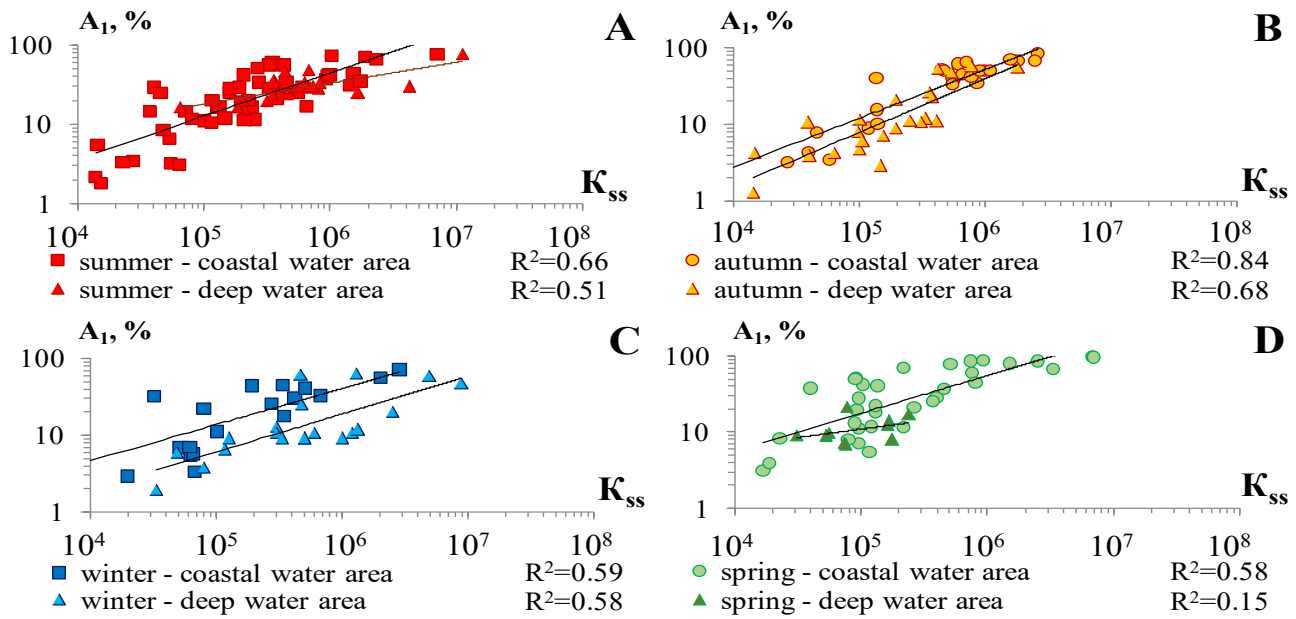 A₁, %
A
100
10
1
Kss
10⁴ 10⁵ 10⁶ 10⁷ 10⁸
summer - coastal water area R²=0.66
summer - deep water area R²=0.51
A₁, %
B
100
10
1
Kss
10⁴ 10⁵ 10⁶ 10⁷ 10⁸
autumn - coastal water area R²=0.84
autumn - deep water area R²=0.68
A₁, %
C
100
10
1
Kss
10⁴ 10⁵ 10⁶ 10⁷ 10⁸
winter - coastal water area R²=0.59
winter - deep water area R²=0.58
A₁, %
D
100
10
1
Kss
10⁴ 10⁵ 10⁶ 10⁷ 10⁸
spring - coastal water area R²=0.58
spring - deep water area R²=0.15